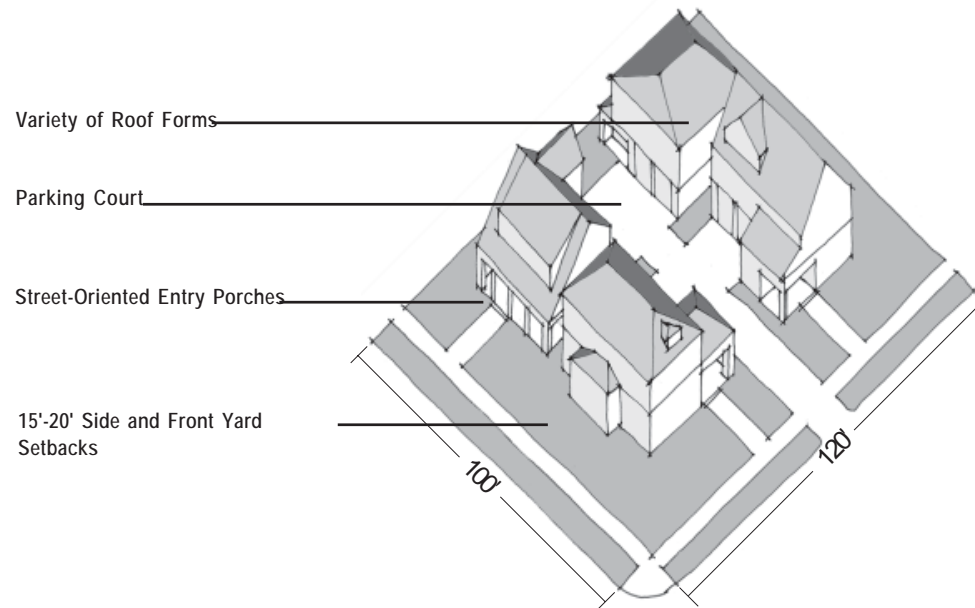 Variety of Roof Forms
Parking Court
Street-Oriented Entry Porches
15'-20' Side and Front Yard
Setbacks
100'
120'